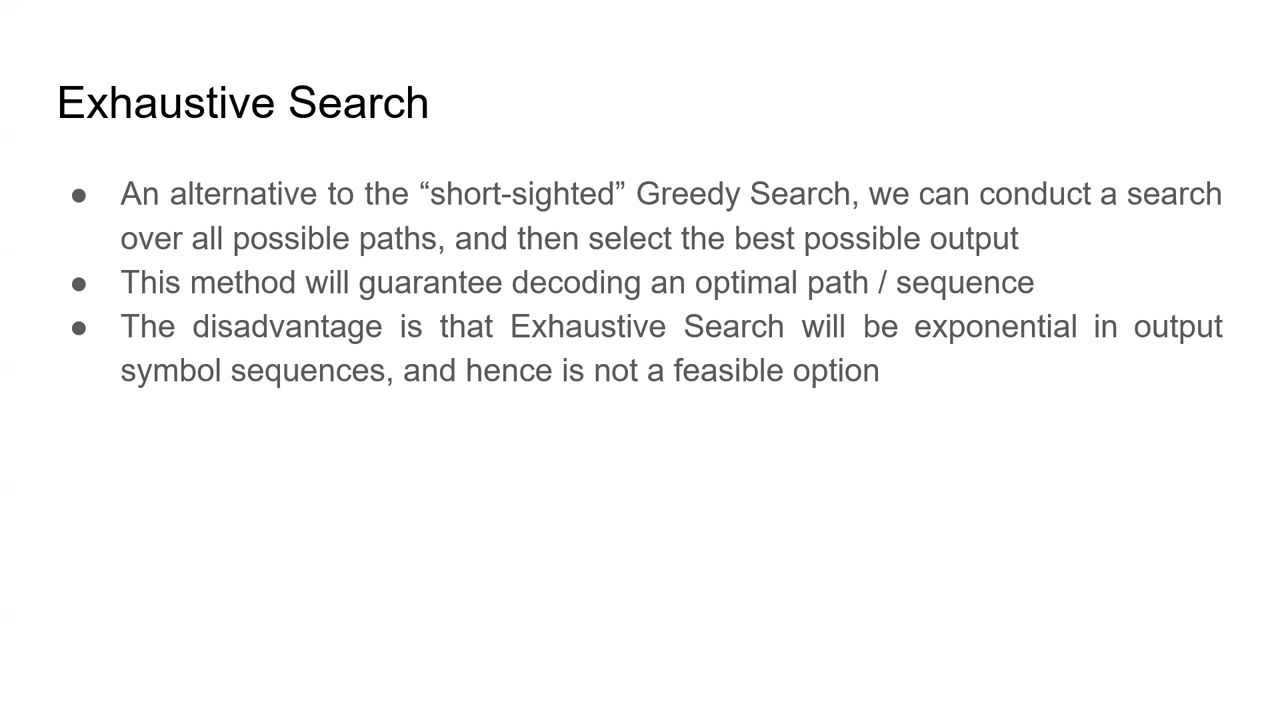 Exhaustive Search
● An alternative to the “short-sighted” Greedy Search, we can conduct a search
over all possible paths, and then select the best possible output
● This method will guarantee decoding an optimal path / sequence
● The disadvantage is that Exhaustive Search will be exponential in output
symbol sequences, and hence is not a feasible option